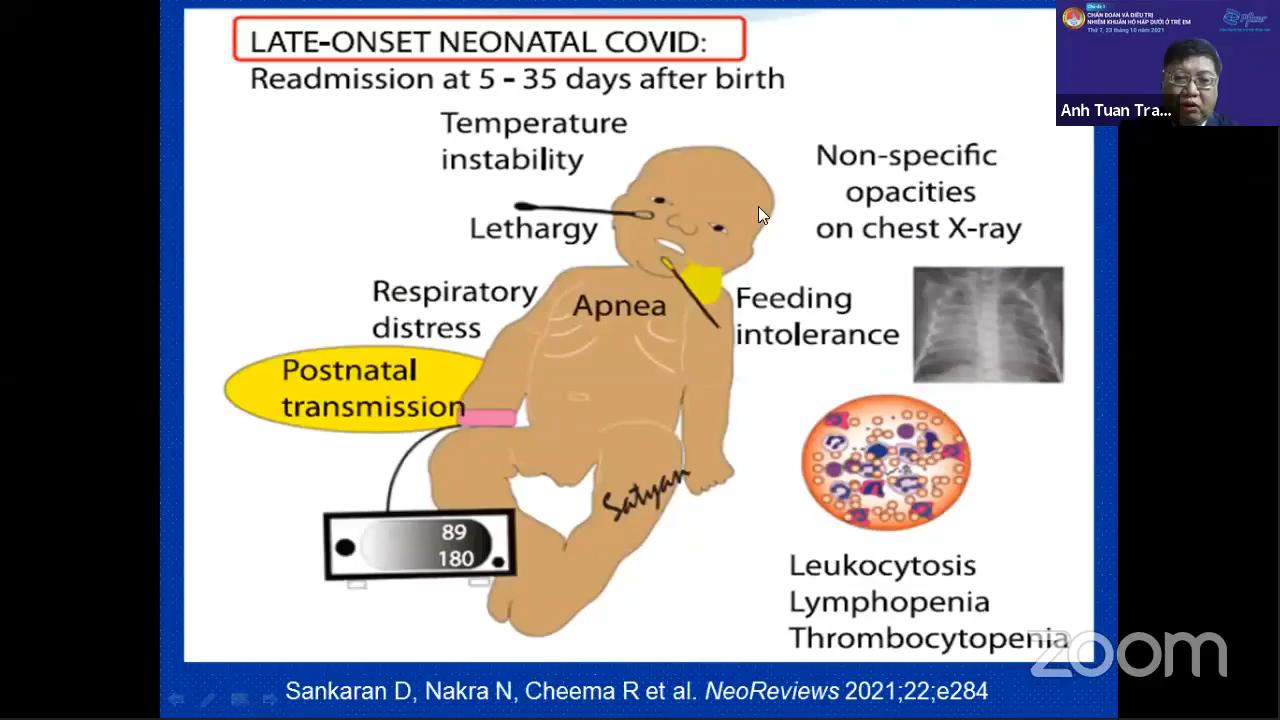 LATE-ONSET NEONATAL COVID:
Readmission at 5 - 35 days after birth
Temperature
instability
Lethargy
Respiratory
distress
Apnea
Postnatal
transmission
Feeding
intolerance
Non-specific
opacities
on chest X-ray
89
180
Satyan
Leukocytosis
Lymphopenia
Thrombocytopenia
Sankaran D, Nakra N, Cheema R et al. NeoReviews 2021;22;e284
CHẨN ĐOÁN VÀ ĐIỀU TRỊ
NHIỄM KHUẨN HÔ HẤP DƯỚI Ở TRẺ EM
Thứ 7, 23 tháng 10 năm 2021
Pfizer
Anh Tuan Tra...
zoom